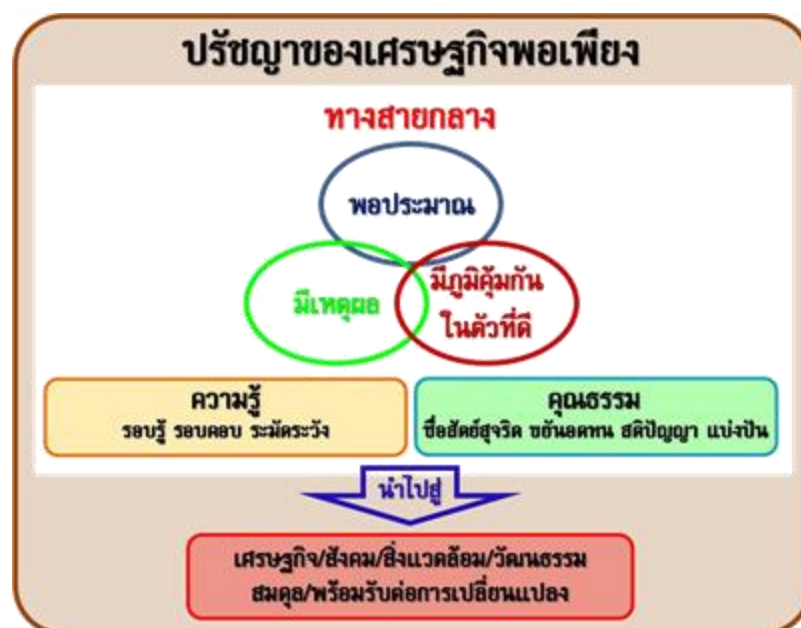 ปรัชญาของเศรษฐกิจพอเพียง
ทางสายกลาง
พอประมาณ
มีเหตุผล
มีภูมิคุ้มกัน
ในตัวที่ดี
ความรู้
รอบรู้ รอบคอบ ระมัดระวัง
คุณธรรม
ซื่อสัตย์สุจริต ขยันอดทน สติปัญญา แบ่งปัน
นำไปสู่
เศรษฐกิจ/สังคม/สิ่งแวดล้อม/วัฒนธรรม
สมดุล/พร้อมรับต่อการเปลี่ยนแปลง